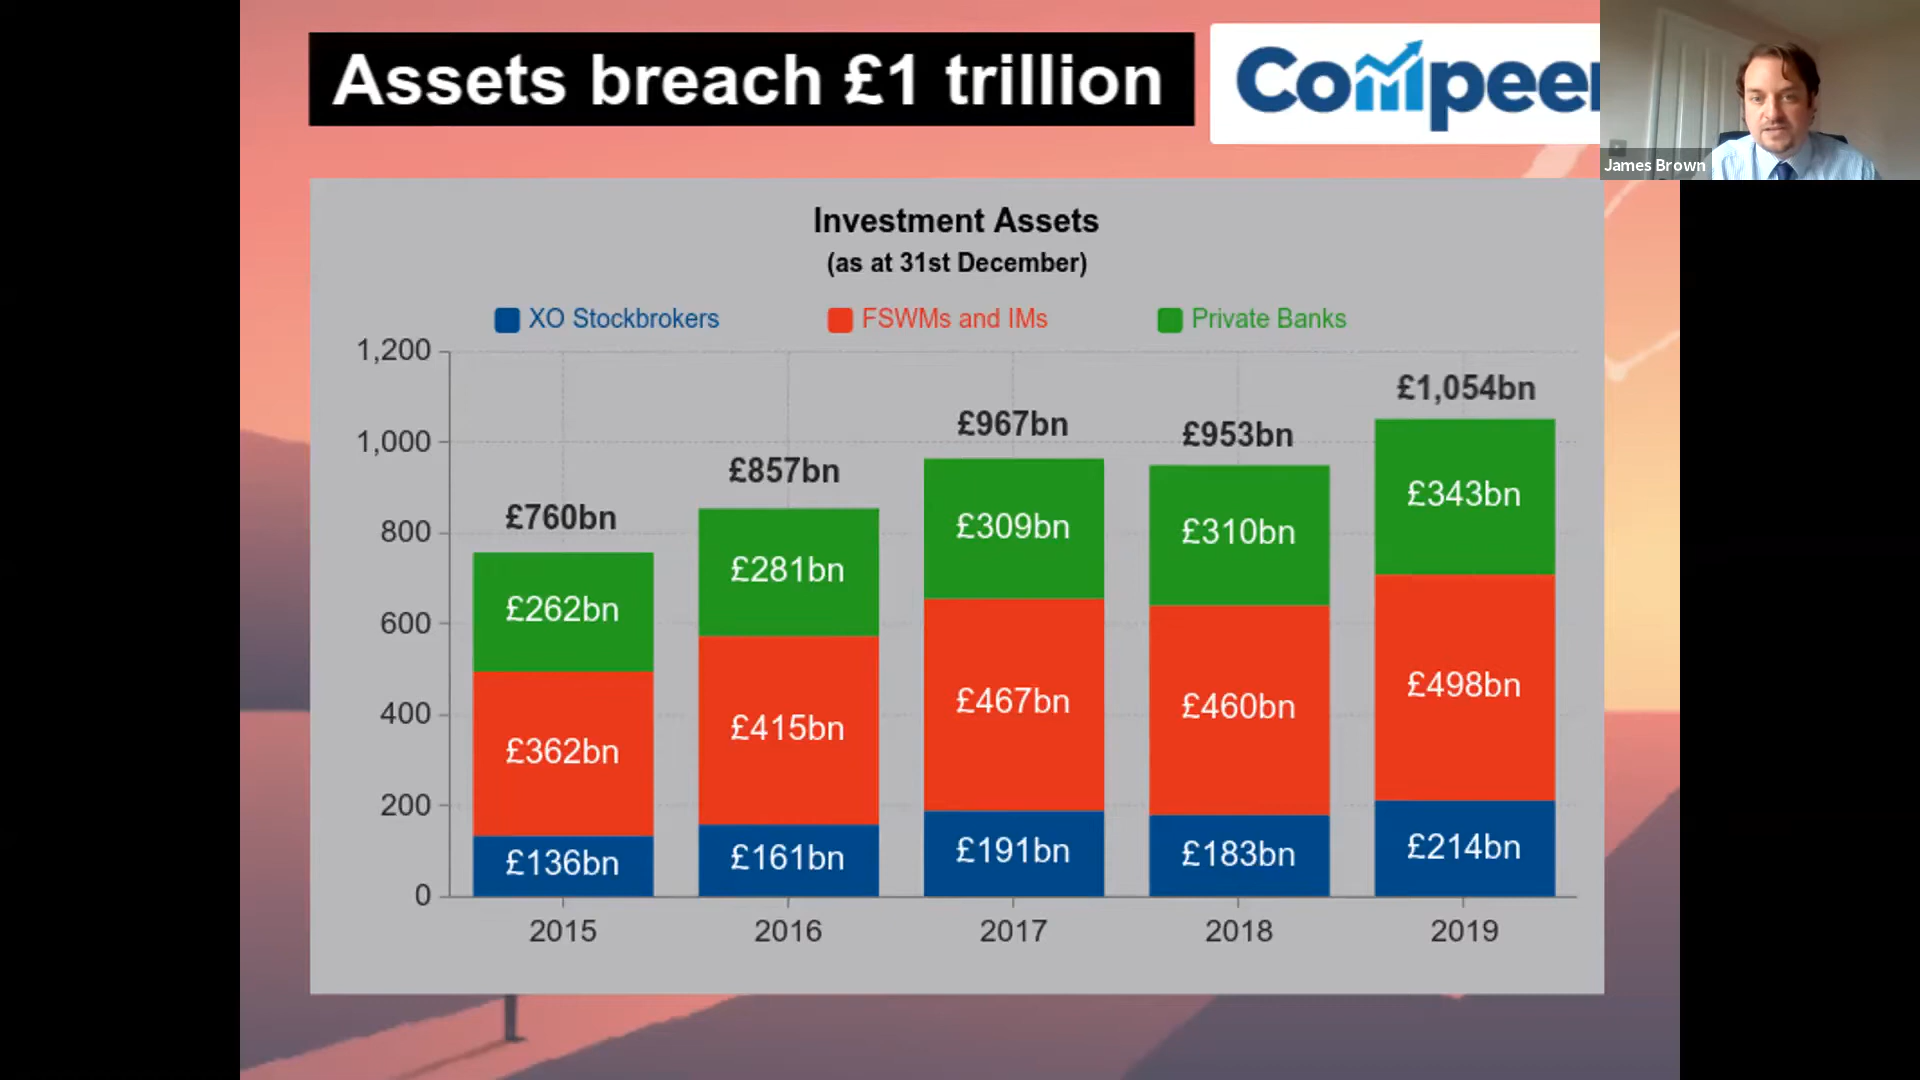 Assets breach £1 trillion
Compeer
James Brown
Investment Assets
(as at 31st December)
XO Stockbrokers FSWMs and IMs Private Banks
1,200
1,000
800
600
400
200
0
£760bn
£262bn
£362bn
£136bn
£857bn
£281bn
£415bn
£161bn
£967bn
£309bn
£467bn
£191bn
£953bn
£310bn
£460bn
£183bn
£1,054bn
£343bn
£498bn
£214bn
2015 2016 2017 2018 2019